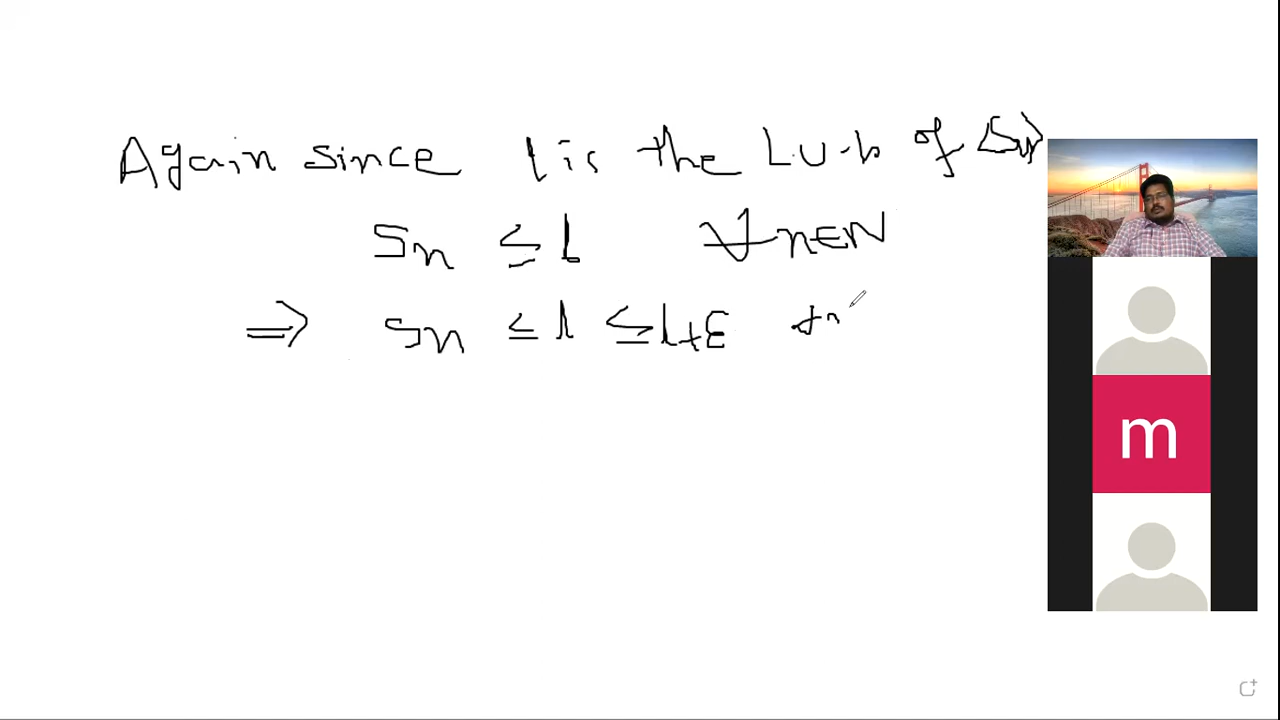 Again since l is the L.U.b of <Sn>
Sn ≤ l ∀n∈N
⇒ Sn ≤ l ≤ l+ε ∀n
m